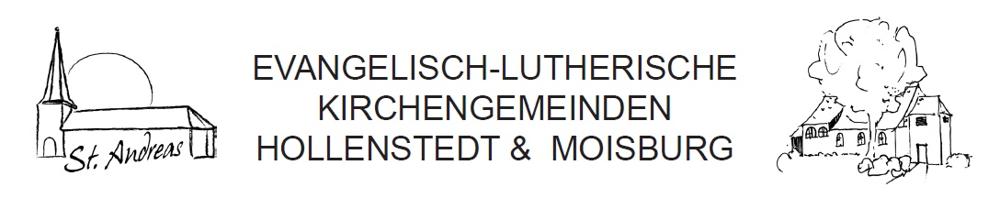 St. Andreas
EVANGELISCH-LUTHERISCHE
KIRCHENGEMEINDEN
HOLLENSTEDT & MOISBURG